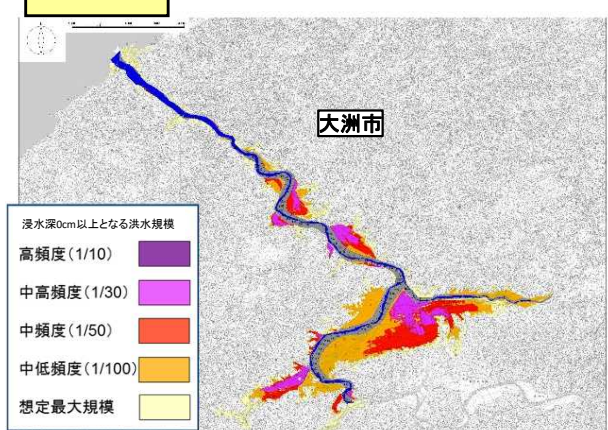 大洲市
浸水深0cm以上となる洪水規模
高頻度(1/10)
中高頻度(1/30)
中頻度(1/50)
中低頻度(1/100)
想定最大規模